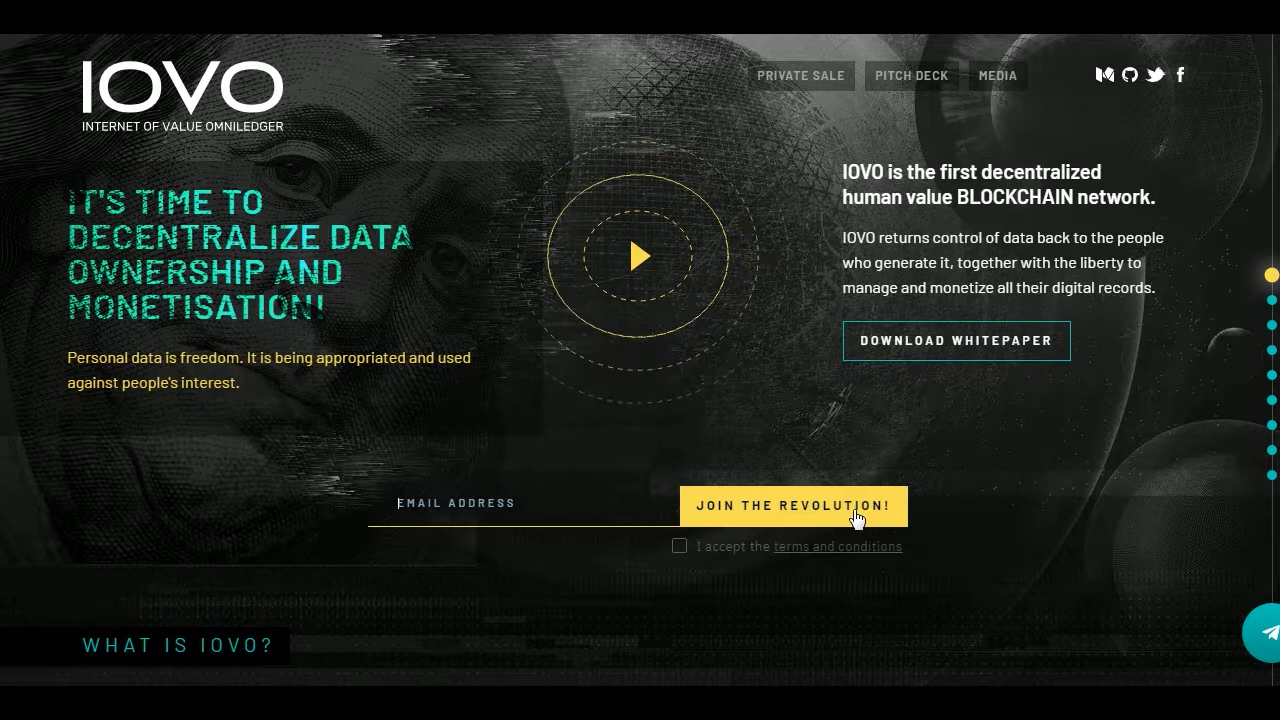 IOVO
INTERNET OF VALUE OMNILEDGER
PRIVATE SALE
PITCH DECK
MEDIA
IT'S TIME TO
DECENTRALIZE DATA
OWNERSHIP AND
MONETISATION!
Personal data is freedom. It is being appropriated and used
against people's interest.
IOVO is the first decentralized
human value BLOCKCHAIN network.
IOVO returns control of data back to the people
who generate it, together with the liberty to
manage and monetize all their digital records.
DOWNLOAD WHITEPAPER
EMAIL ADDRESS
JOIN THE REVOLUTION!
I accept the terms and conditions
WHAT IS IOVO?